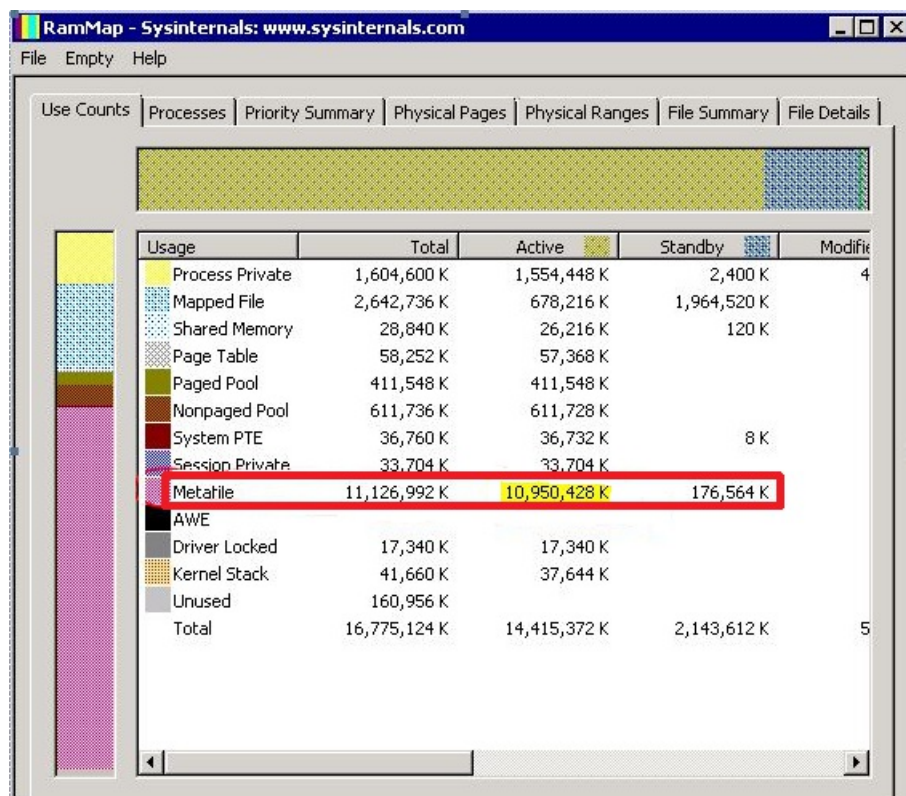 RamMap - Sysinternals: www.sysinternals.com
File Empty Help
Use Counts Processes Priority Summary Physical Pages Physical Ranges File Summary File Details
Usage Total Active Standby Modifie
Process Private 1,604,600 K 1,554,448 K 2,400 K 4
Mapped File 2,642,736 K 678,216 K 1,964,520 K
Shared Memory 28,840 K 26,216 K 120 K
Page Table 58,252 K 57,368 K
Paged Pool 411,548 K 411,548 K
Nonpaged Pool 611,736 K 611,728 K
System PTE 36,760 K 36,732 K 8 K
Session Private 33,704 K 33,704 K
Metafile 11,126,992 K 10,950,428 K 176,564 K
AWE
Driver Locked 17,340 K 17,340 K
Kernel Stack 41,660 K 37,644 K
Unused 160,956 K
Total 16,775,124 K 14,415,372 K 2,143,612 K 5